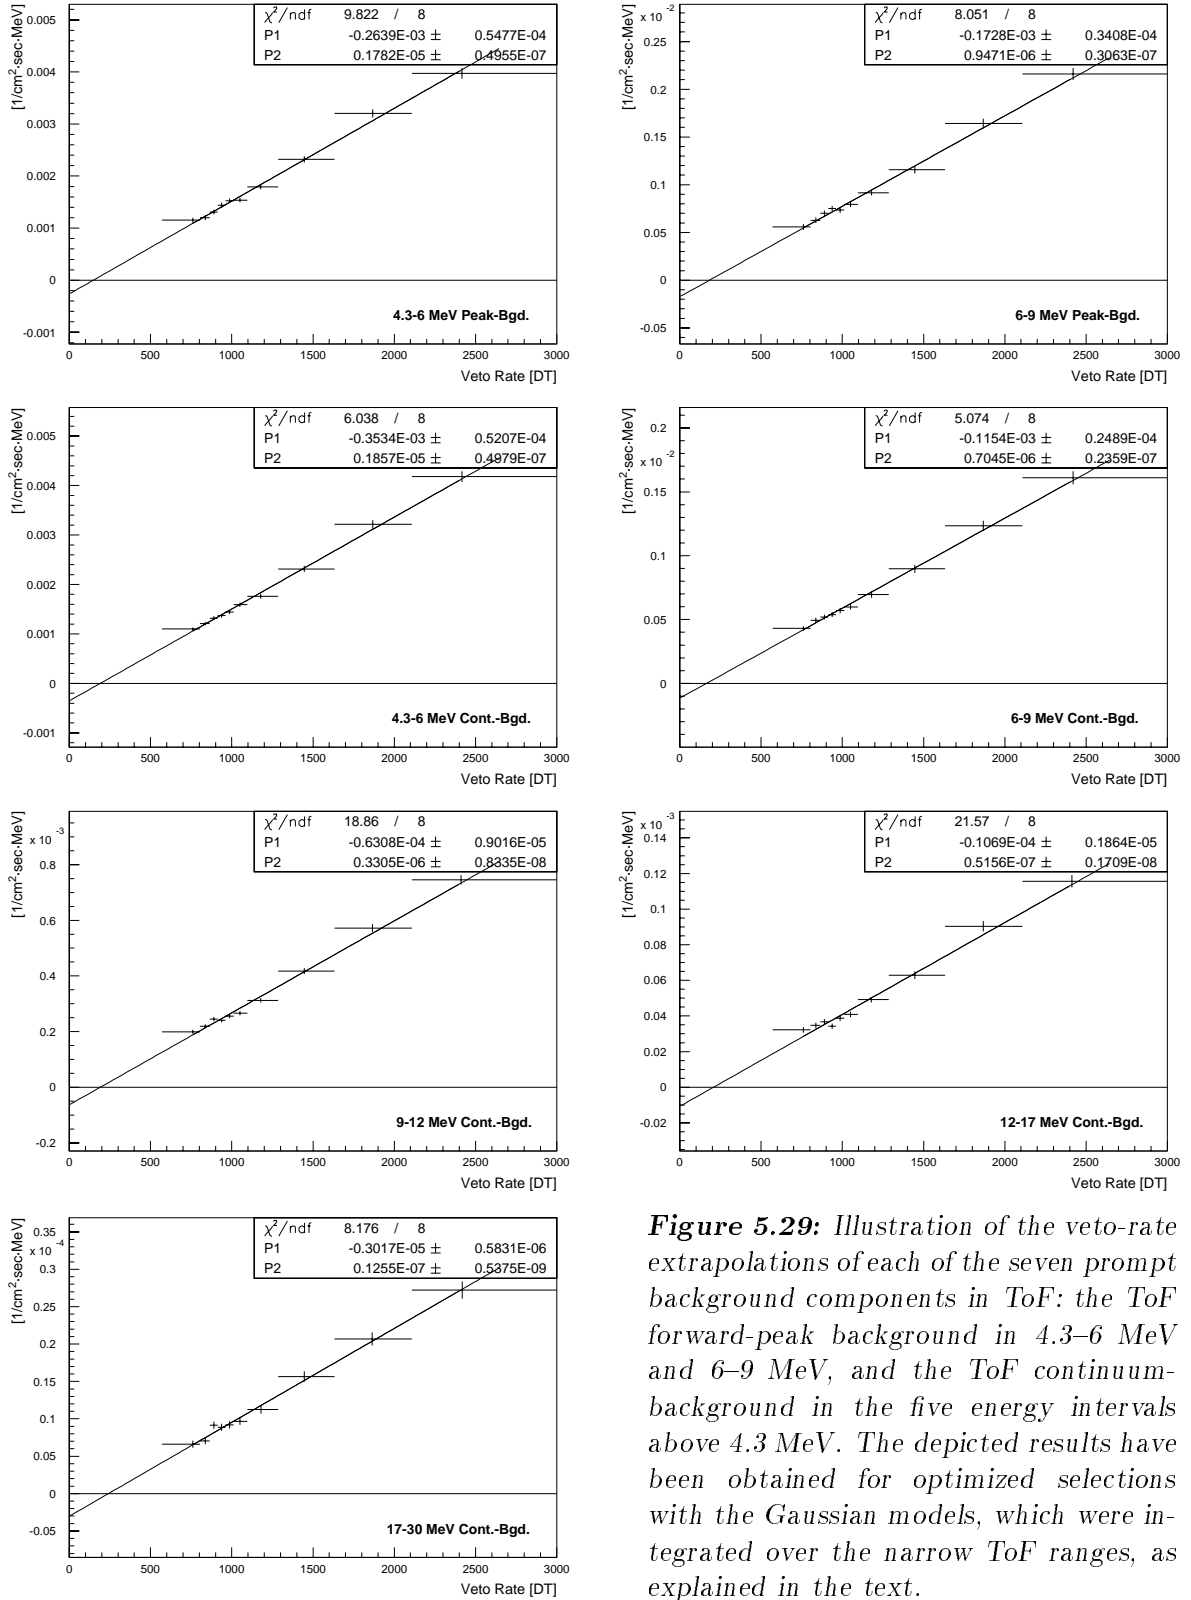 χ²/ndf 9.822 / 8
P1 -0.2639E-03 ± 0.5477E-04
P2 0.1782E-05 ± 0.4955E-07
[1/cm²·sec·MeV]
0.005
0.004
0.003
0.002
0.001
0
-0.001
4.3-6 MeV Peak-Bgd.
0 500 1000 1500 2000 2500 3000
Veto Rate [DT]
χ²/ndf 8.051 / 8
P1 -0.1728E-03 ± 0.3408E-04
P2 0.9471E-06 ± 0.3063E-07
[1/cm²·sec·MeV]
x 10⁻²
0.25
0.2
0.15
0.1
0.05
0
-0.05
6-9 MeV Peak-Bgd.
0 500 1000 1500 2000 2500 3000
Veto Rate [DT]
χ²/ndf 6.038 / 8
P1 -0.3534E-03 ± 0.5207E-04
P2 0.1857E-05 ± 0.4979E-07
[1/cm²·sec·MeV]
0.005
0.004
0.003
0.002
0.001
0
-0.001
4.3-6 MeV Cont.-Bgd.
0 500 1000 1500 2000 2500 3000
Veto Rate [DT]
χ²/ndf 5.074 / 8
P1 -0.1154E-03 ± 0.2489E-04
P2 0.7045E-06 ± 0.2359E-07
[1/cm²·sec·MeV]
0.2
x 10⁻²
0.15
0.1
0.05
0
6-9 MeV Cont.-Bgd.
0 500 1000 1500 2000 2500 3000
Veto Rate [DT]
χ²/ndf 18.86 / 8
P1 -0.6308E-04 ± 0.9016E-05
P2 0.3305E-06 ± 0.8335E-08
[1/cm²·sec·MeV]
x 10⁻³
0.8
0.6
0.4
0.2
0
-0.2
9-12 MeV Cont.-Bgd.
0 500 1000 1500 2000 2500 3000
Veto Rate [DT]
χ²/ndf 21.57 / 8
P1 -0.1069E-04 ± 0.1864E-05
P2 0.5156E-07 ± 0.1709E-08
[1/cm²·sec·MeV]
x 10⁻³
0.14
0.12
0.1
0.08
0.06
0.04
0.02
0
-0.02
12-17 MeV Cont.-Bgd.
0 500 1000 1500 2000 2500 3000
Veto Rate [DT]
χ²/ndf 8.176 / 8
P1 -0.3017E-05 ± 0.5831E-06
P2 0.1255E-07 ± 0.5375E-09
[1/cm²·sec·MeV]
0.35
x 10⁻⁴
0.3
0.25
0.2
0.15
0.1
0.05
0
-0.05
17-30 MeV Cont.-Bgd.
0 500 1000 1500 2000 2500 3000
Veto Rate [DT]
Figure 5.29: Illustration of the veto-rate
extrapolations of each of the seven prompt
background components in ToF: the ToF
forward-peak background in 4.3–6 MeV
and 6–9 MeV, and the ToF continuum-
background in the five energy intervals
above 4.3 MeV. The depicted results have
been obtained for optimized selections
with the Gaussian models, which were in-
tegrated over the narrow ToF ranges, as
explained in the text.